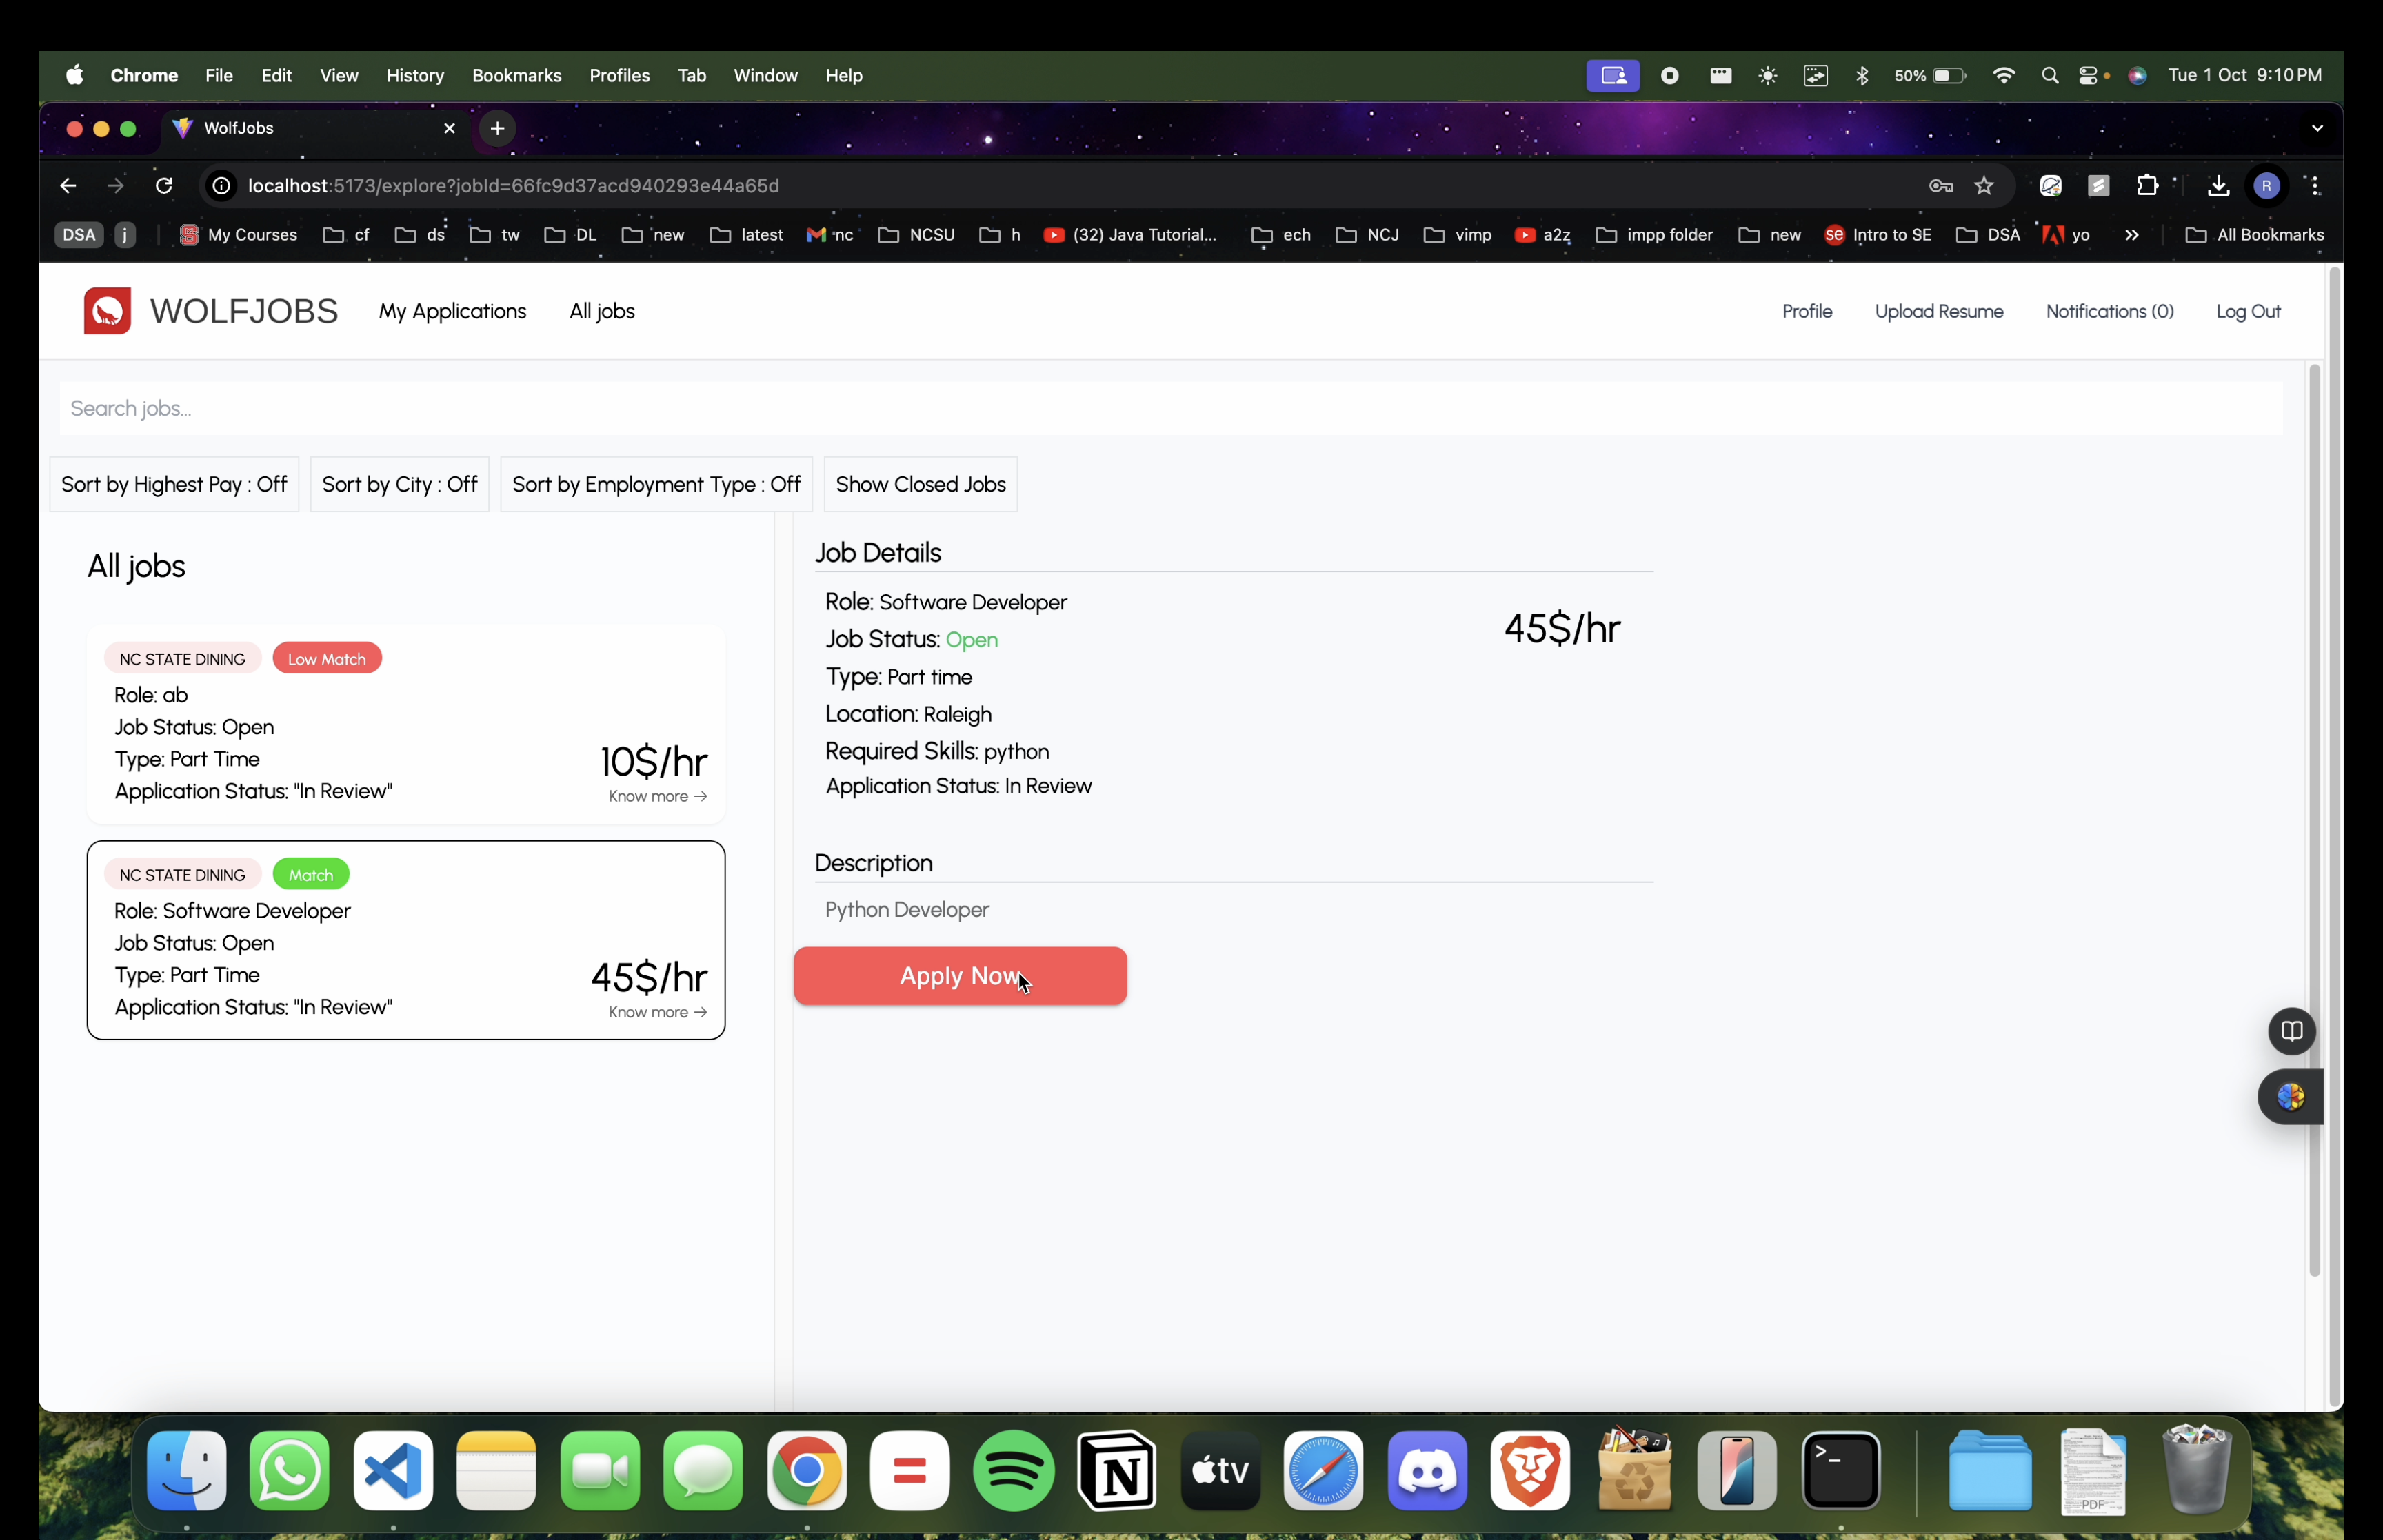 Chrome File Edit View History Bookmarks Profiles Tab Window Help 50% Tue 1 Oct 9:10 PM
WolfJobs
localhost:5173/explore?jobId=66fc9d37acd940293e44a65d R
DSA j My Courses cf ds tw DL new latest nc NCSU h (32) Java Tutorial... ech NCJ vimp a2z impp folder new se Intro to SE DSA yo » All Bookmarks
WOLFJOBS My Applications All jobs Profile Upload Resume Notifications (0) Log Out
Search jobs...
Sort by Highest Pay : Off Sort by City : Off Sort by Employment Type : Off Show Closed Jobs
All jobs
NC STATE DINING Low Match
Role: ab
Job Status: Open
Type: Part Time
Application Status: "In Review"
10$/hr
Know more →
NC STATE DINING Match
Role: Software Developer
Job Status: Open
Type: Part Time
Application Status: "In Review"
45$/hr
Know more →
Job Details
Role: Software Developer
Job Status: Open
Type: Part time
Location: Raleigh
Required Skills: python
Application Status: In Review
45$/hr
Description
Python Developer
Apply Now
N tv >_ PDF